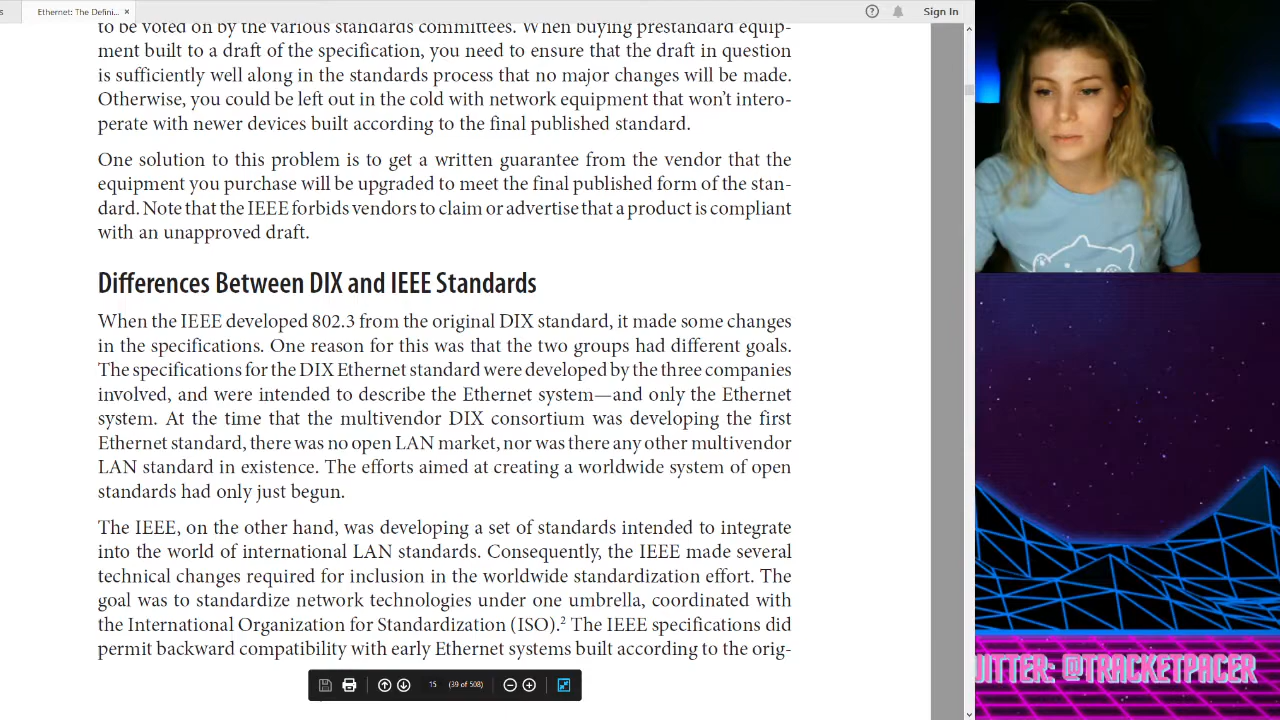 s
Ethernet: The Defini... ×
Sign In
to be voted on by the various standards committees. When buying prestandard equip-
ment built to a draft of the specification, you need to ensure that the draft in question
is sufficiently well along in the standards process that no major changes will be made.
Otherwise, you could be left out in the cold with network equipment that won’t intero-
perate with newer devices built according to the final published standard.
One solution to this problem is to get a written guarantee from the vendor that the
equipment you purchase will be upgraded to meet the final published form of the stan-
dard. Note that the IEEE forbids vendors to claim or advertise that a product is compliant
with an unapproved draft.
Differences Between DIX and IEEE Standards
When the IEEE developed 802.3 from the original DIX standard, it made some changes
in the specifications. One reason for this was that the two groups had different goals.
The specifications for the DIX Ethernet standard were developed by the three companies
involved, and were intended to describe the Ethernet system—and only the Ethernet
system. At the time that the multivendor DIX consortium was developing the first
Ethernet standard, there was no open LAN market, nor was there any other multivendor
LAN standard in existence. The efforts aimed at creating a worldwide system of open
standards had only just begun.
The IEEE, on the other hand, was developing a set of standards intended to integrate
into the world of international LAN standards. Consequently, the IEEE made several
technical changes required for inclusion in the worldwide standardization effort. The
goal was to standardize network technologies under one umbrella, coordinated with
the International Organization for Standardization (ISO).² The IEEE specifications did
permit backward compatibility with early Ethernet systems built according to the orig-
15 (39 of 508)
ITTER: @TRACKETPACER